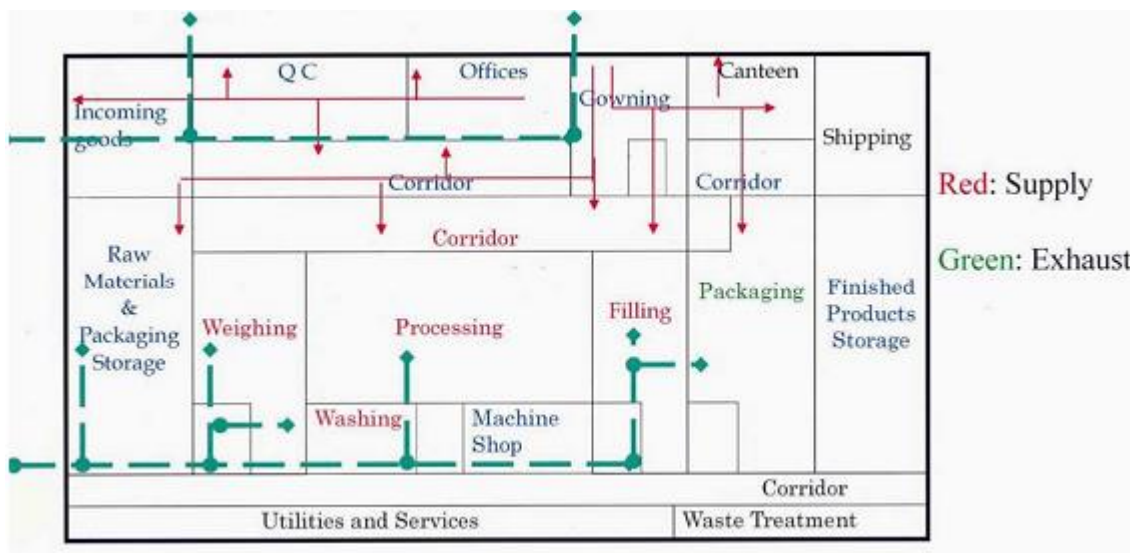 Q C
Offices
Canteen
Incoming
goods
Gowning
Shipping
Corridor
Corridor
Red: Supply
Corridor
Green: Exhaust
Raw
Materials
&
Packaging
Storage
Weighing
Processing
Filling
Packaging
Finished
Products
Storage
Washing
Machine
Shop
Corridor
Utilities and Services
Waste Treatment